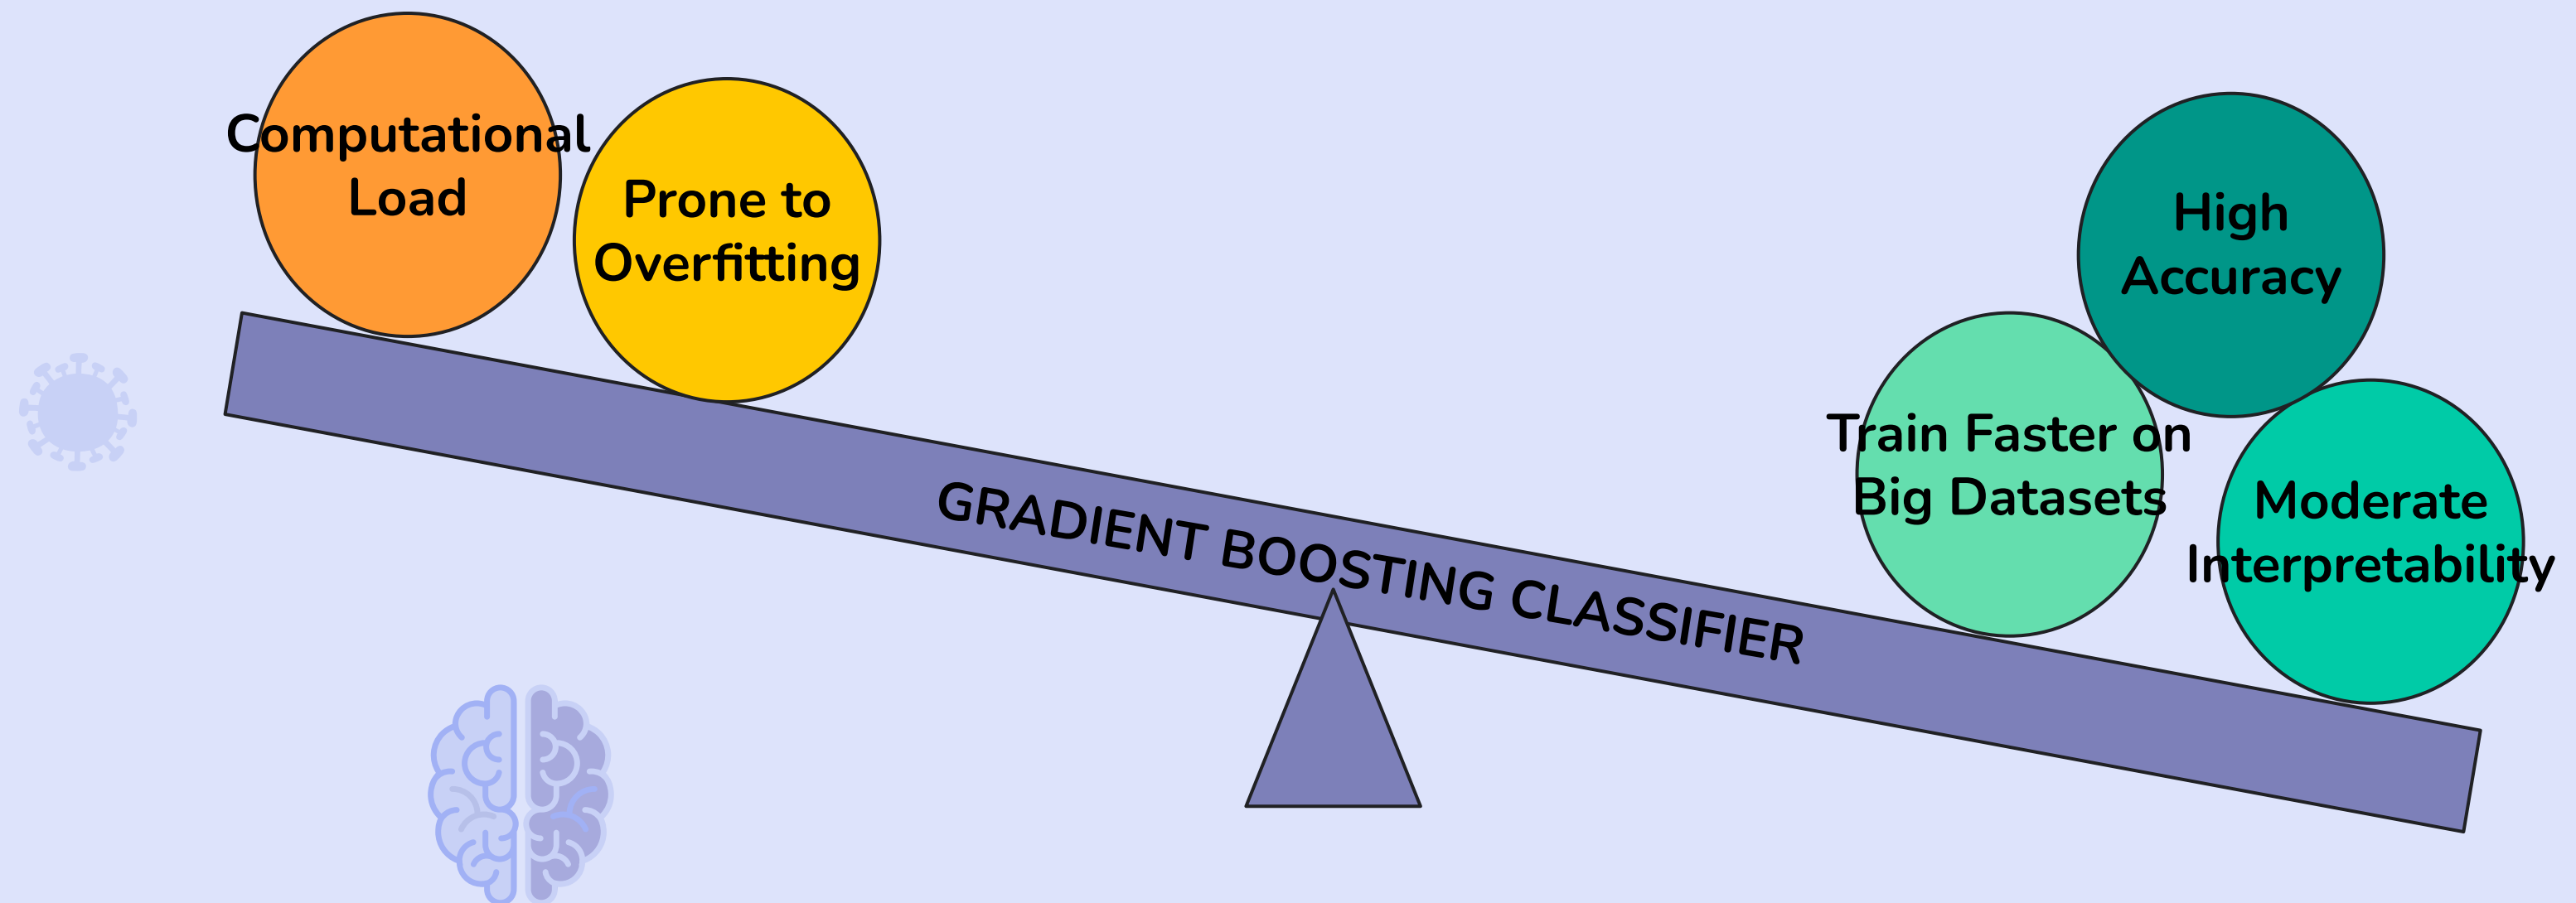 Computational
Load
Prone to
Overfitting
High
Accuracy
Train Faster on
Big Datasets
Moderate
Interpretability
GRADIENT BOOSTING CLASSIFIER